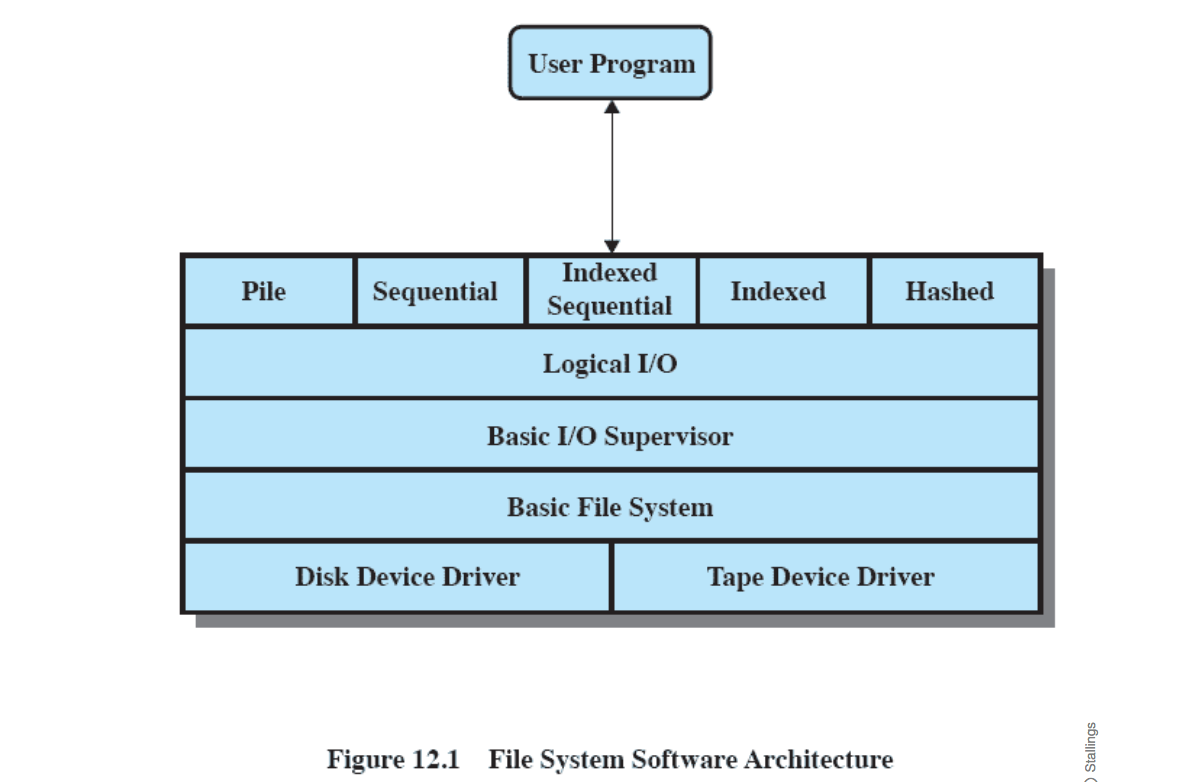 User Program
Pile
Sequential
Indexed
Sequential
Indexed
Hashed
Logical I/O
Basic I/O Supervisor
Basic File System
Disk Device Driver
Tape Device Driver
Figure 12.1 File System Software Architecture
Stallings